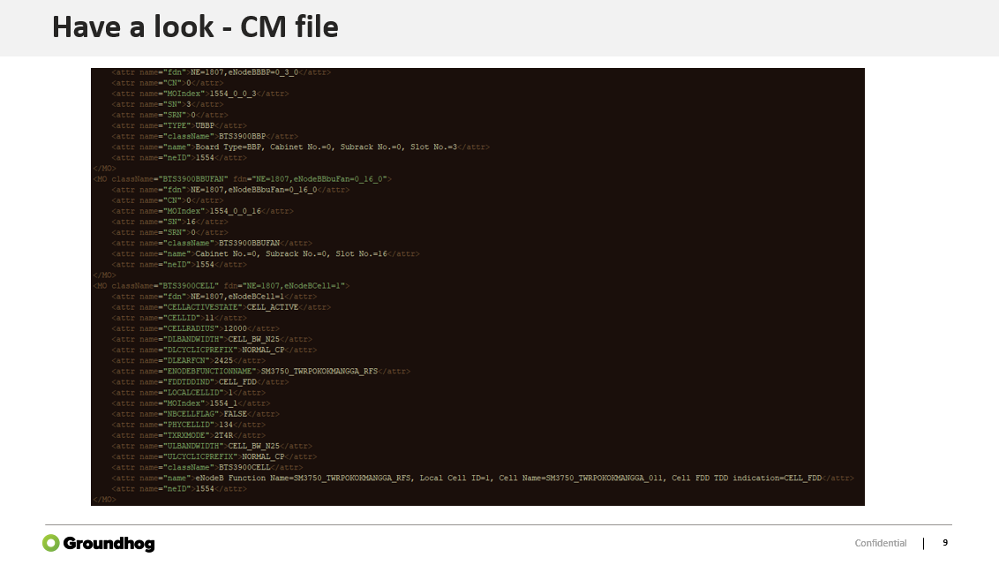 Have a look - CM file
<attr name="fdn">NE=1807,eNodeBBBP=0_3_0</attr>
<attr name="CN">0</attr>
<attr name="MOIndex">1554_0_0_3</attr>
<attr name="SN">3</attr>
<attr name="SRN">0</attr>
<attr name="TYPE">UBBP</attr>
<attr name="className">BTS3900BBP</attr>
<attr name="name">Board Type=BBP, Cabinet No.=0, Subrack No.=0, Slot No.=3</attr>
<attr name="neID">1554</attr>
</MO>
<MO className="BTS3900BBUFAN" fdn="NE=1807,eNodeBBbuFan=0_16_0">
<attr name="fdn">NE=1807,eNodeBBbuFan=0_16_0</attr>
<attr name="CN">0</attr>
<attr name="MOIndex">1554_0_0_16</attr>
<attr name="SN">16</attr>
<attr name="SRN">0</attr>
<attr name="className">BTS3900BBUFAN</attr>
<attr name="name">Cabinet No.=0, Subrack No.=0, Slot No.=16</attr>
<attr name="neID">1554</attr>
</MO>
<MO className="BTS3900CELL" fdn="NE=1807,eNodeBCell=1">
<attr name="fdn">NE=1807,eNodeBCell=1</attr>
<attr name="CELLACTIVESTATE">CELL_ACTIVE</attr>
<attr name="CELLID">11</attr>
<attr name="CELLRADIUS">12000</attr>
<attr name="DLBANDWIDTH">CELL_BW_N25</attr>
<attr name="DLCYCLICPREFIX">NORMAL_CP</attr>
<attr name="DLEARFCN">2425</attr>
<attr name="ENODEBFUNCTIONNAME">SM3750_TWRPOKOKMANGGA_RFS</attr>
<attr name="FDDTDDIND">CELL_FDD</attr>
<attr name="LOCALCELLID">1</attr>
<attr name="MOIndex">1554_1</attr>
<attr name="NBCELLFLAG">FALSE</attr>
<attr name="PHYCELLID">134</attr>
<attr name="TXRXMODE">2T4R</attr>
<attr name="ULBANDWIDTH">CELL_BW_N25</attr>
<attr name="ULCYCLICPREFIX">NORMAL_CP</attr>
<attr name="className">BTS3900CELL</attr>
<attr name="name">eNodeB Function Name=SM3750_TWRPOKOKMANGGA_RFS, Local Cell ID=1, Cell Name=SM3750_TWRPOKOKMANGGA_011, Cell FDD TDD indication=CELL_FDD</attr>
<attr name="neID">1554</attr>
</MO>
Groundhog
Confidential | 9